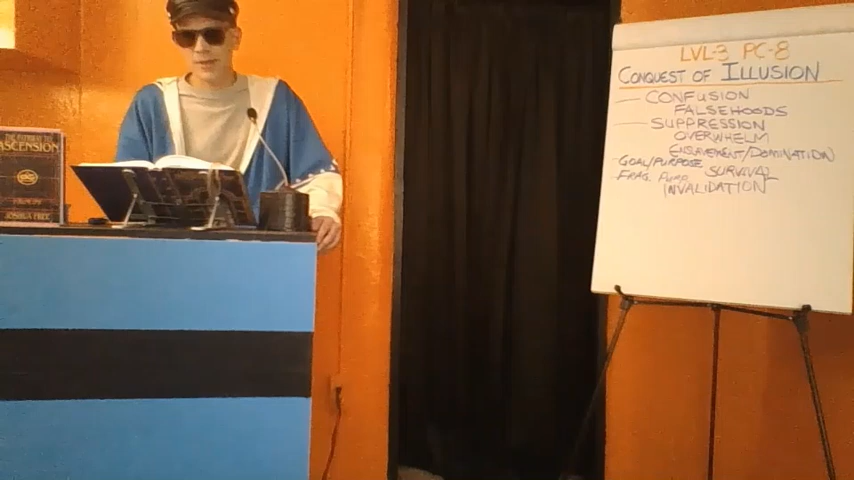 THE PATHWAY TO
ASCENSION
JOSHUA FREE
LVL-3 PC-8
CONQUEST OF ILLUSION
— CONFUSION
FALSEHOODS
— SUPPRESSION
OVERWHELM
ENSLAVEMENT/DOMINATION
- GOAL/PURPOSE SURVIVAL
- FRAG. PURP.
INVALIDATION